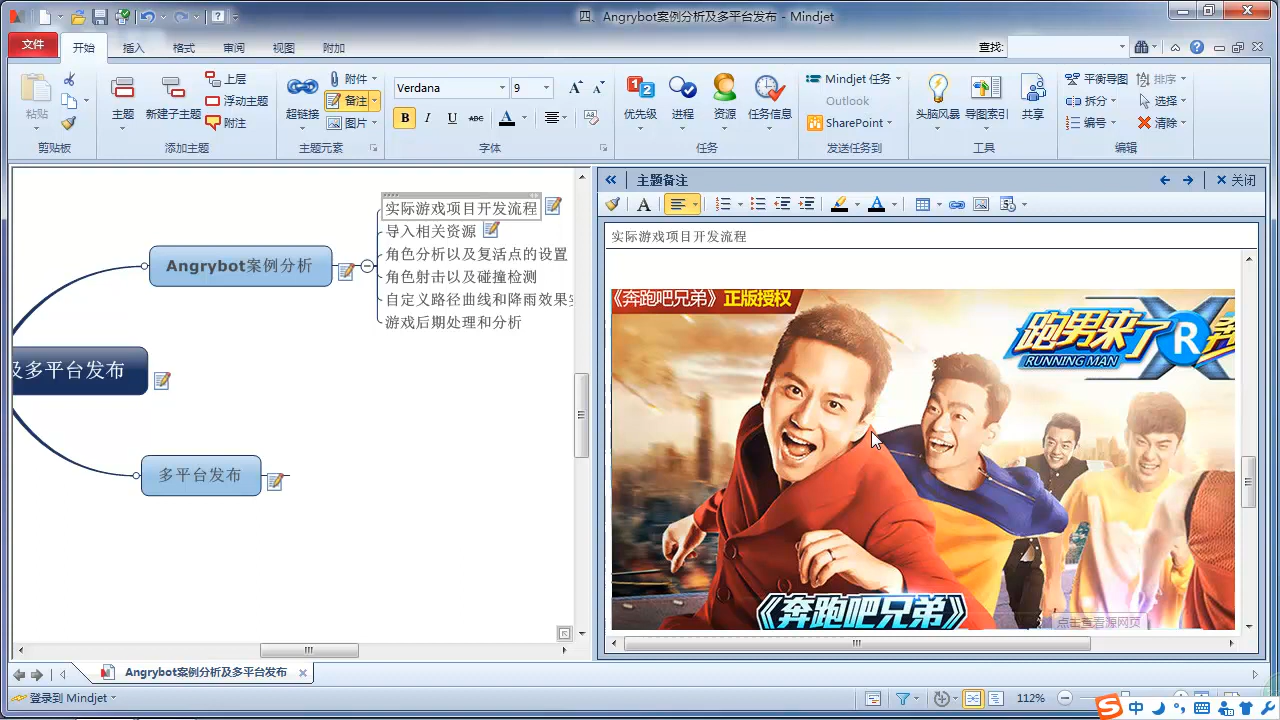 四、Angrybot案例分析及多平台发布 - Mindjet
文件
开始
插入
格式
审阅
视图
附加
查找:
粘贴
剪贴板
主题
新建子主题
上层
浮动主题
附注
添加主题
超链接
附件
备注
图片
主题元素
Verdana
9
B I U ABC A
字体
优先级
进程
资源
任务信息
任务
Mindjet 任务
Outlook
SharePoint
发送任务到
头脑风暴
导图索引
共享
工具
平衡导图
拆分
编号
排序
选择
清除
编辑
实际游戏项目开发流程
导入相关资源
角色分析以及复活点的设置
角色射击以及碰撞检测
自定义路径曲线和降雨效果
游戏后期处理和分析
Angrybot案例分析
及多平台发布
多平台发布
主题备注
关闭
实际游戏项目开发流程
《奔跑吧兄弟》正版授权
跑男来了
R
RUNNING MAN
《奔跑吧兄弟》
点击查看源网页
Angrybot案例分析及多平台发布
登录到 Mindjet
112%
中